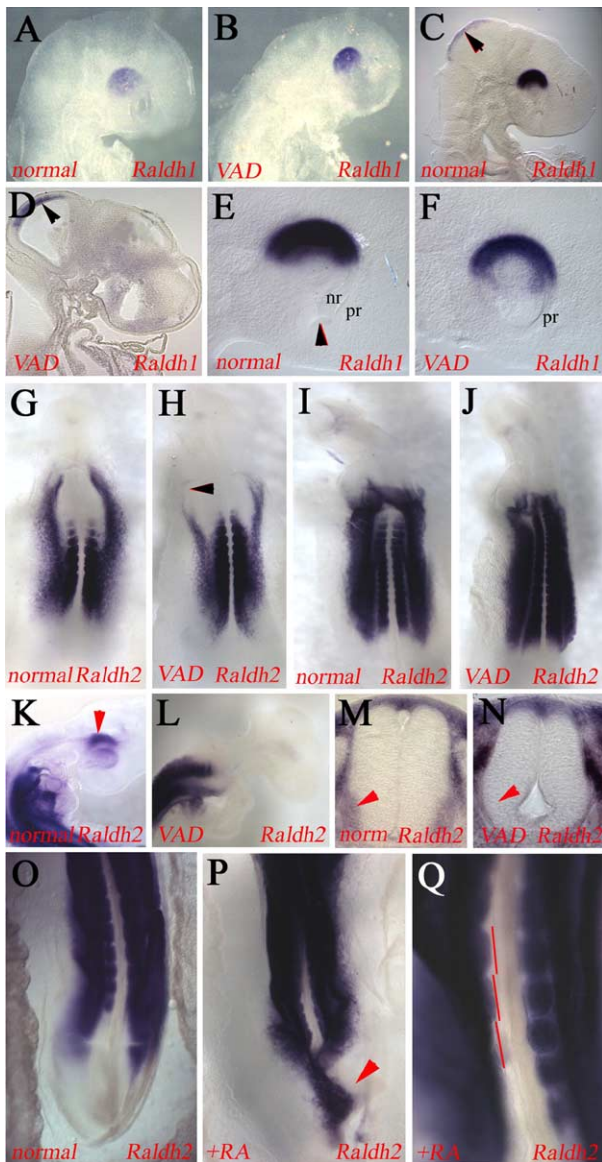 A
normal Raldh1
B
VAD Raldh1
C
normal Raldh1
D
VAD Raldh1
E
nr
pr
normal Raldh1
F
pr
VAD Raldh1
G
normal Raldh2
H
VAD Raldh2
I
normal Raldh2
J
VAD Raldh2
K
normal Raldh2
L
VAD Raldh2
M
norm Raldh2
N
VAD Raldh2
O
normal Raldh2
P
+RA Raldh2
Q
+RA Raldh2